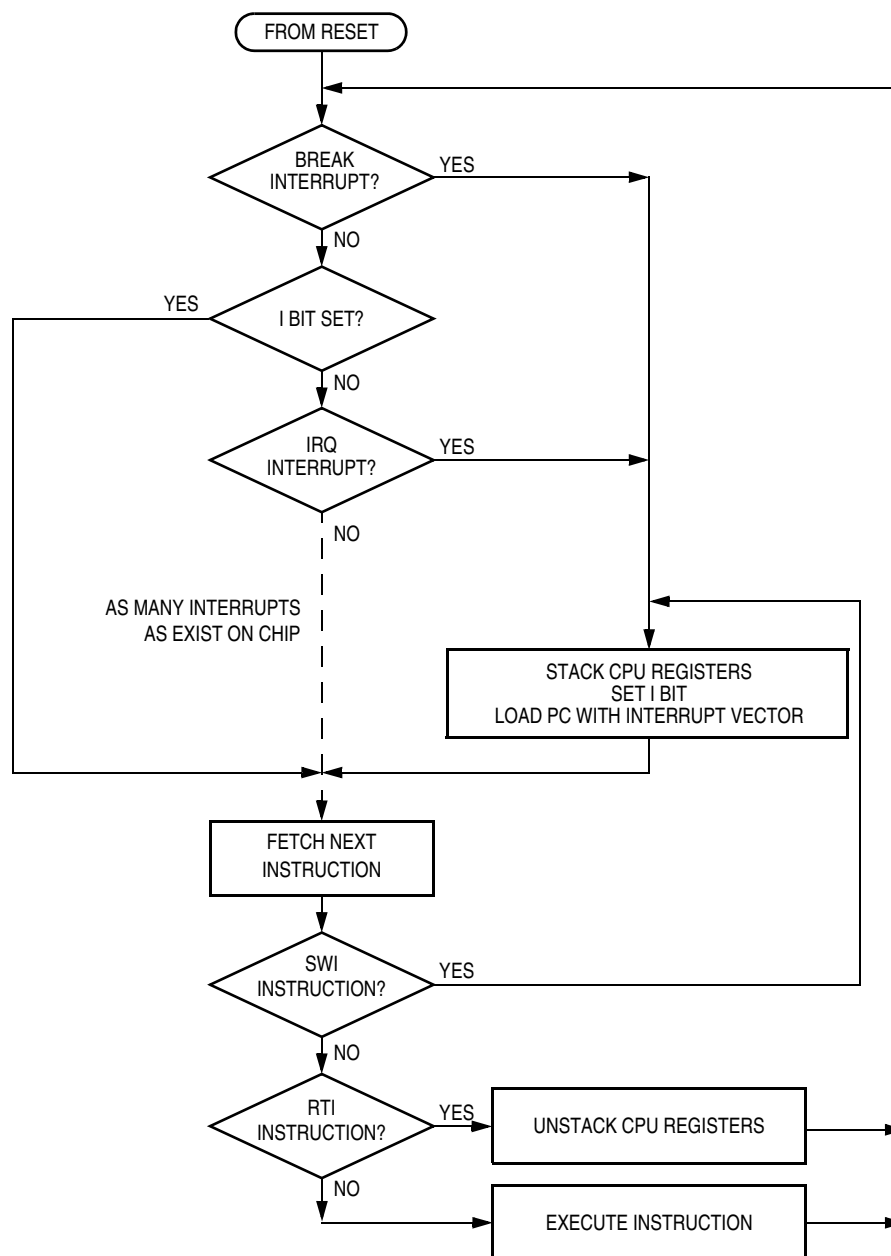 FROM RESET
BREAK
INTERRUPT?
YES
NO
YES
I BIT SET?
NO
IRQ
INTERRUPT?
YES
NO
AS MANY INTERRUPTS
AS EXIST ON CHIP
STACK CPU REGISTERS
SET I BIT
LOAD PC WITH INTERRUPT VECTOR
FETCH NEXT
INSTRUCTION
SWI
INSTRUCTION?
YES
NO
RTI
INSTRUCTION?
YES
UNSTACK CPU REGISTERS
NO
EXECUTE INSTRUCTION